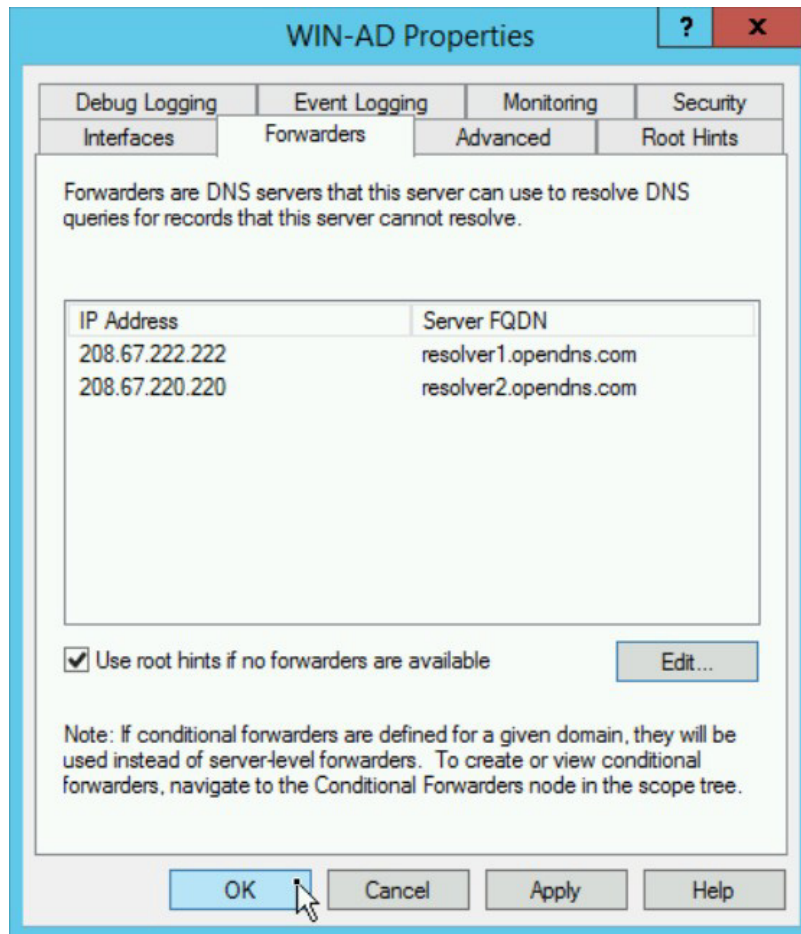 WIN-AD Properties
?
x
Debug Logging
Event Logging
Monitoring
Security
Interfaces
Forwarders
Advanced
Root Hints
Forwarders are DNS servers that this server can use to resolve DNS
queries for records that this server cannot resolve.
IP Address Server FQDN
208.67.222.222 resolver1.opendns.com
208.67.220.220 resolver2.opendns.com
Use root hints if no forwarders are available
Edit...
Note: If conditional forwarders are defined for a given domain, they will be
used instead of server-level forwarders. To create or view conditional
forwarders, navigate to the Conditional Forwarders node in the scope tree.
OK
Cancel
Apply
Help